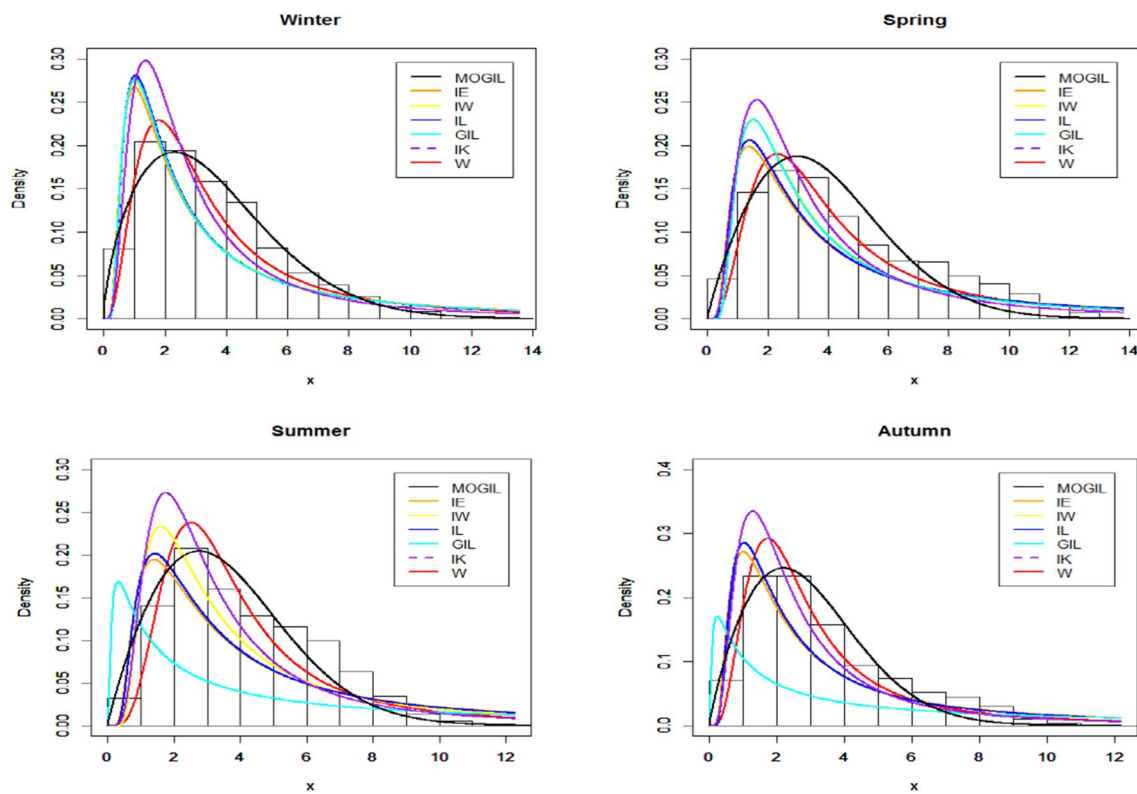 Winter
Density
0.00 0.05 0.10 0.15 0.20 0.25 0.30
MOGIL
IE
IW
IL
GIL
IK
W
0 2 4 6 8 10 12 14
x
Spring
Density
0.00 0.05 0.10 0.15 0.20 0.25 0.30
MOGIL
IE
IW
IL
GIL
IK
W
0 2 4 6 8 10 12 14
x
Summer
Density
0.00 0.05 0.10 0.15 0.20 0.25 0.30
MOGIL
IE
IW
IL
GIL
IK
W
0 2 4 6 8 10 12
x
Autumn
Density
0.0 0.1 0.2 0.3 0.4
MOGIL
IE
IW
IL
GIL
IK
W
0 2 4 6 8 10 12
x